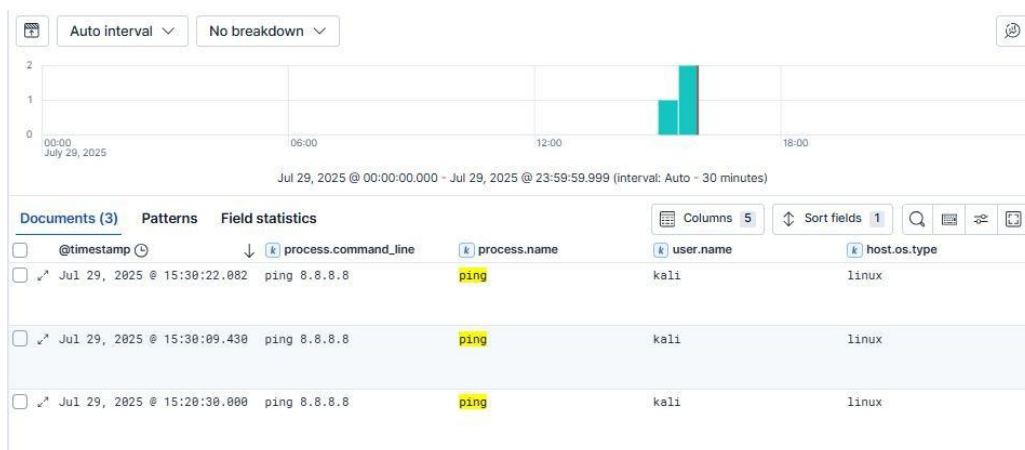 Auto interval No breakdown
2
1
0
00:00 06:00 12:00 18:00
July 29, 2025
Jul 29, 2025 @ 00:00:00.000 - Jul 29, 2025 @ 23:59:59.999 (interval: Auto - 30 minutes)
Documents (3) Patterns Field statistics Columns 5 Sort fields 1
@timestamp k process.command_line k process.name k user.name k host.os.type
Jul 29, 2025 @ 15:30:22.082 ping 8.8.8.8 ping kali linux
Jul 29, 2025 @ 15:30:09.430 ping 8.8.8.8 ping kali linux
Jul 29, 2025 @ 15:20:30.000 ping 8.8.8.8 ping kali linux